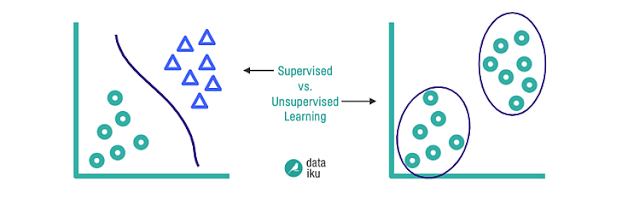 Supervised
vs.
Unsupervised
Learning
data
iku